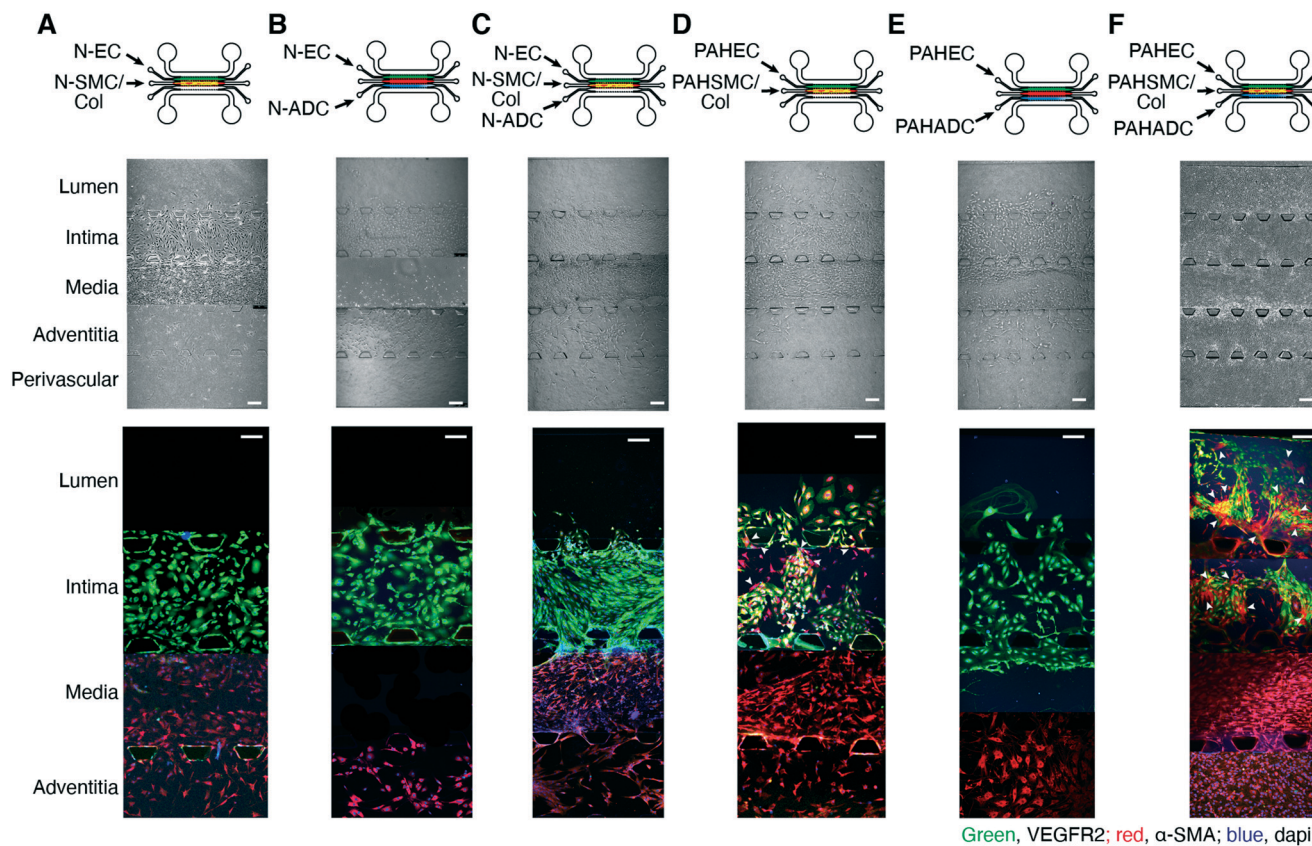 A
B
C
D
E
F
N-EC
N-SMC/
Col
N-EC
N-ADC
N-EC
N-SMC/
Col
N-ADC
PAHEC
PAHSMC/
Col
PAHEC
PAHADC
PAHEC
PAHSMC/
Col
PAHADC
Lumen
Intima
Media
Adventitia
Perivascular
Lumen
Intima
Media
Adventitia
Green, VEGFR2; red, α-SMA; blue, dapi